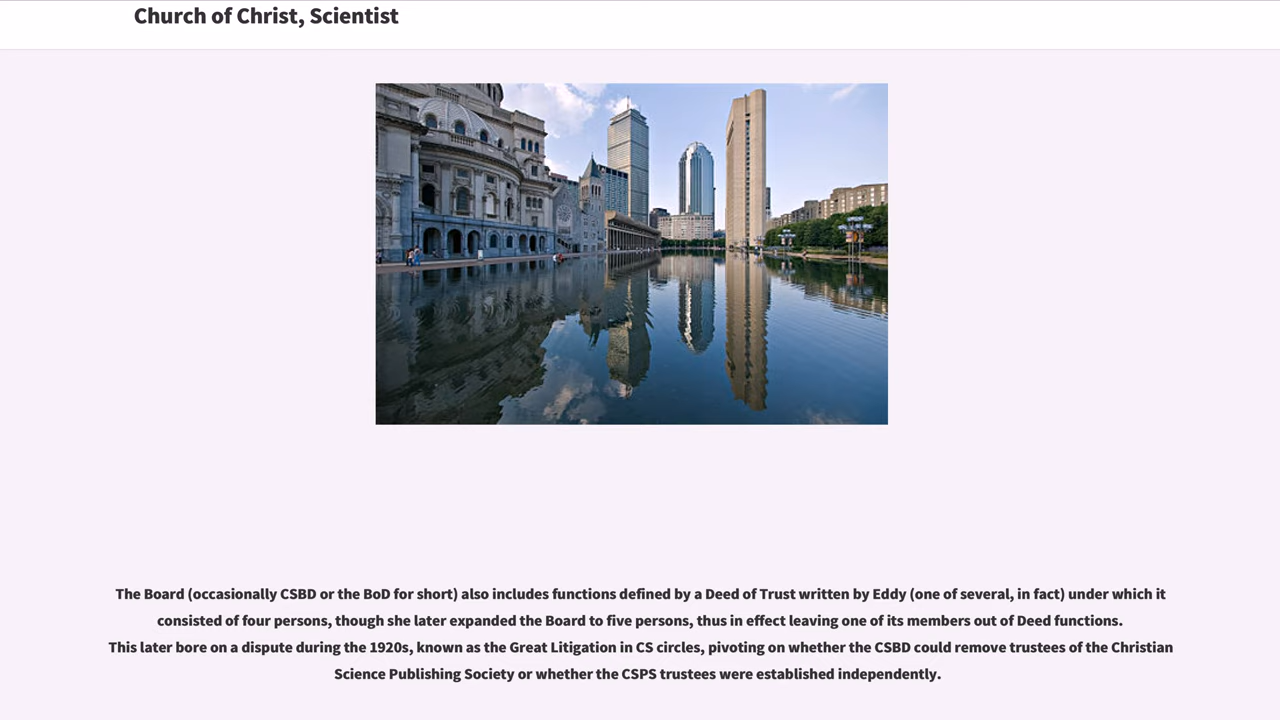 Church of Christ, Scientist
The Board (occasionally CSBD or the BoD for short) also includes functions defined by a Deed of Trust written by Eddy (one of several, in fact) under which it
consisted of four persons, though she later expanded the Board to five persons, thus in effect leaving one of its members out of Deed functions.
This later bore on a dispute during the 1920s, known as the Great Litigation in CS circles, pivoting on whether the CSBD could remove trustees of the Christian
Science Publishing Society or whether the CSPS trustees were established independently.